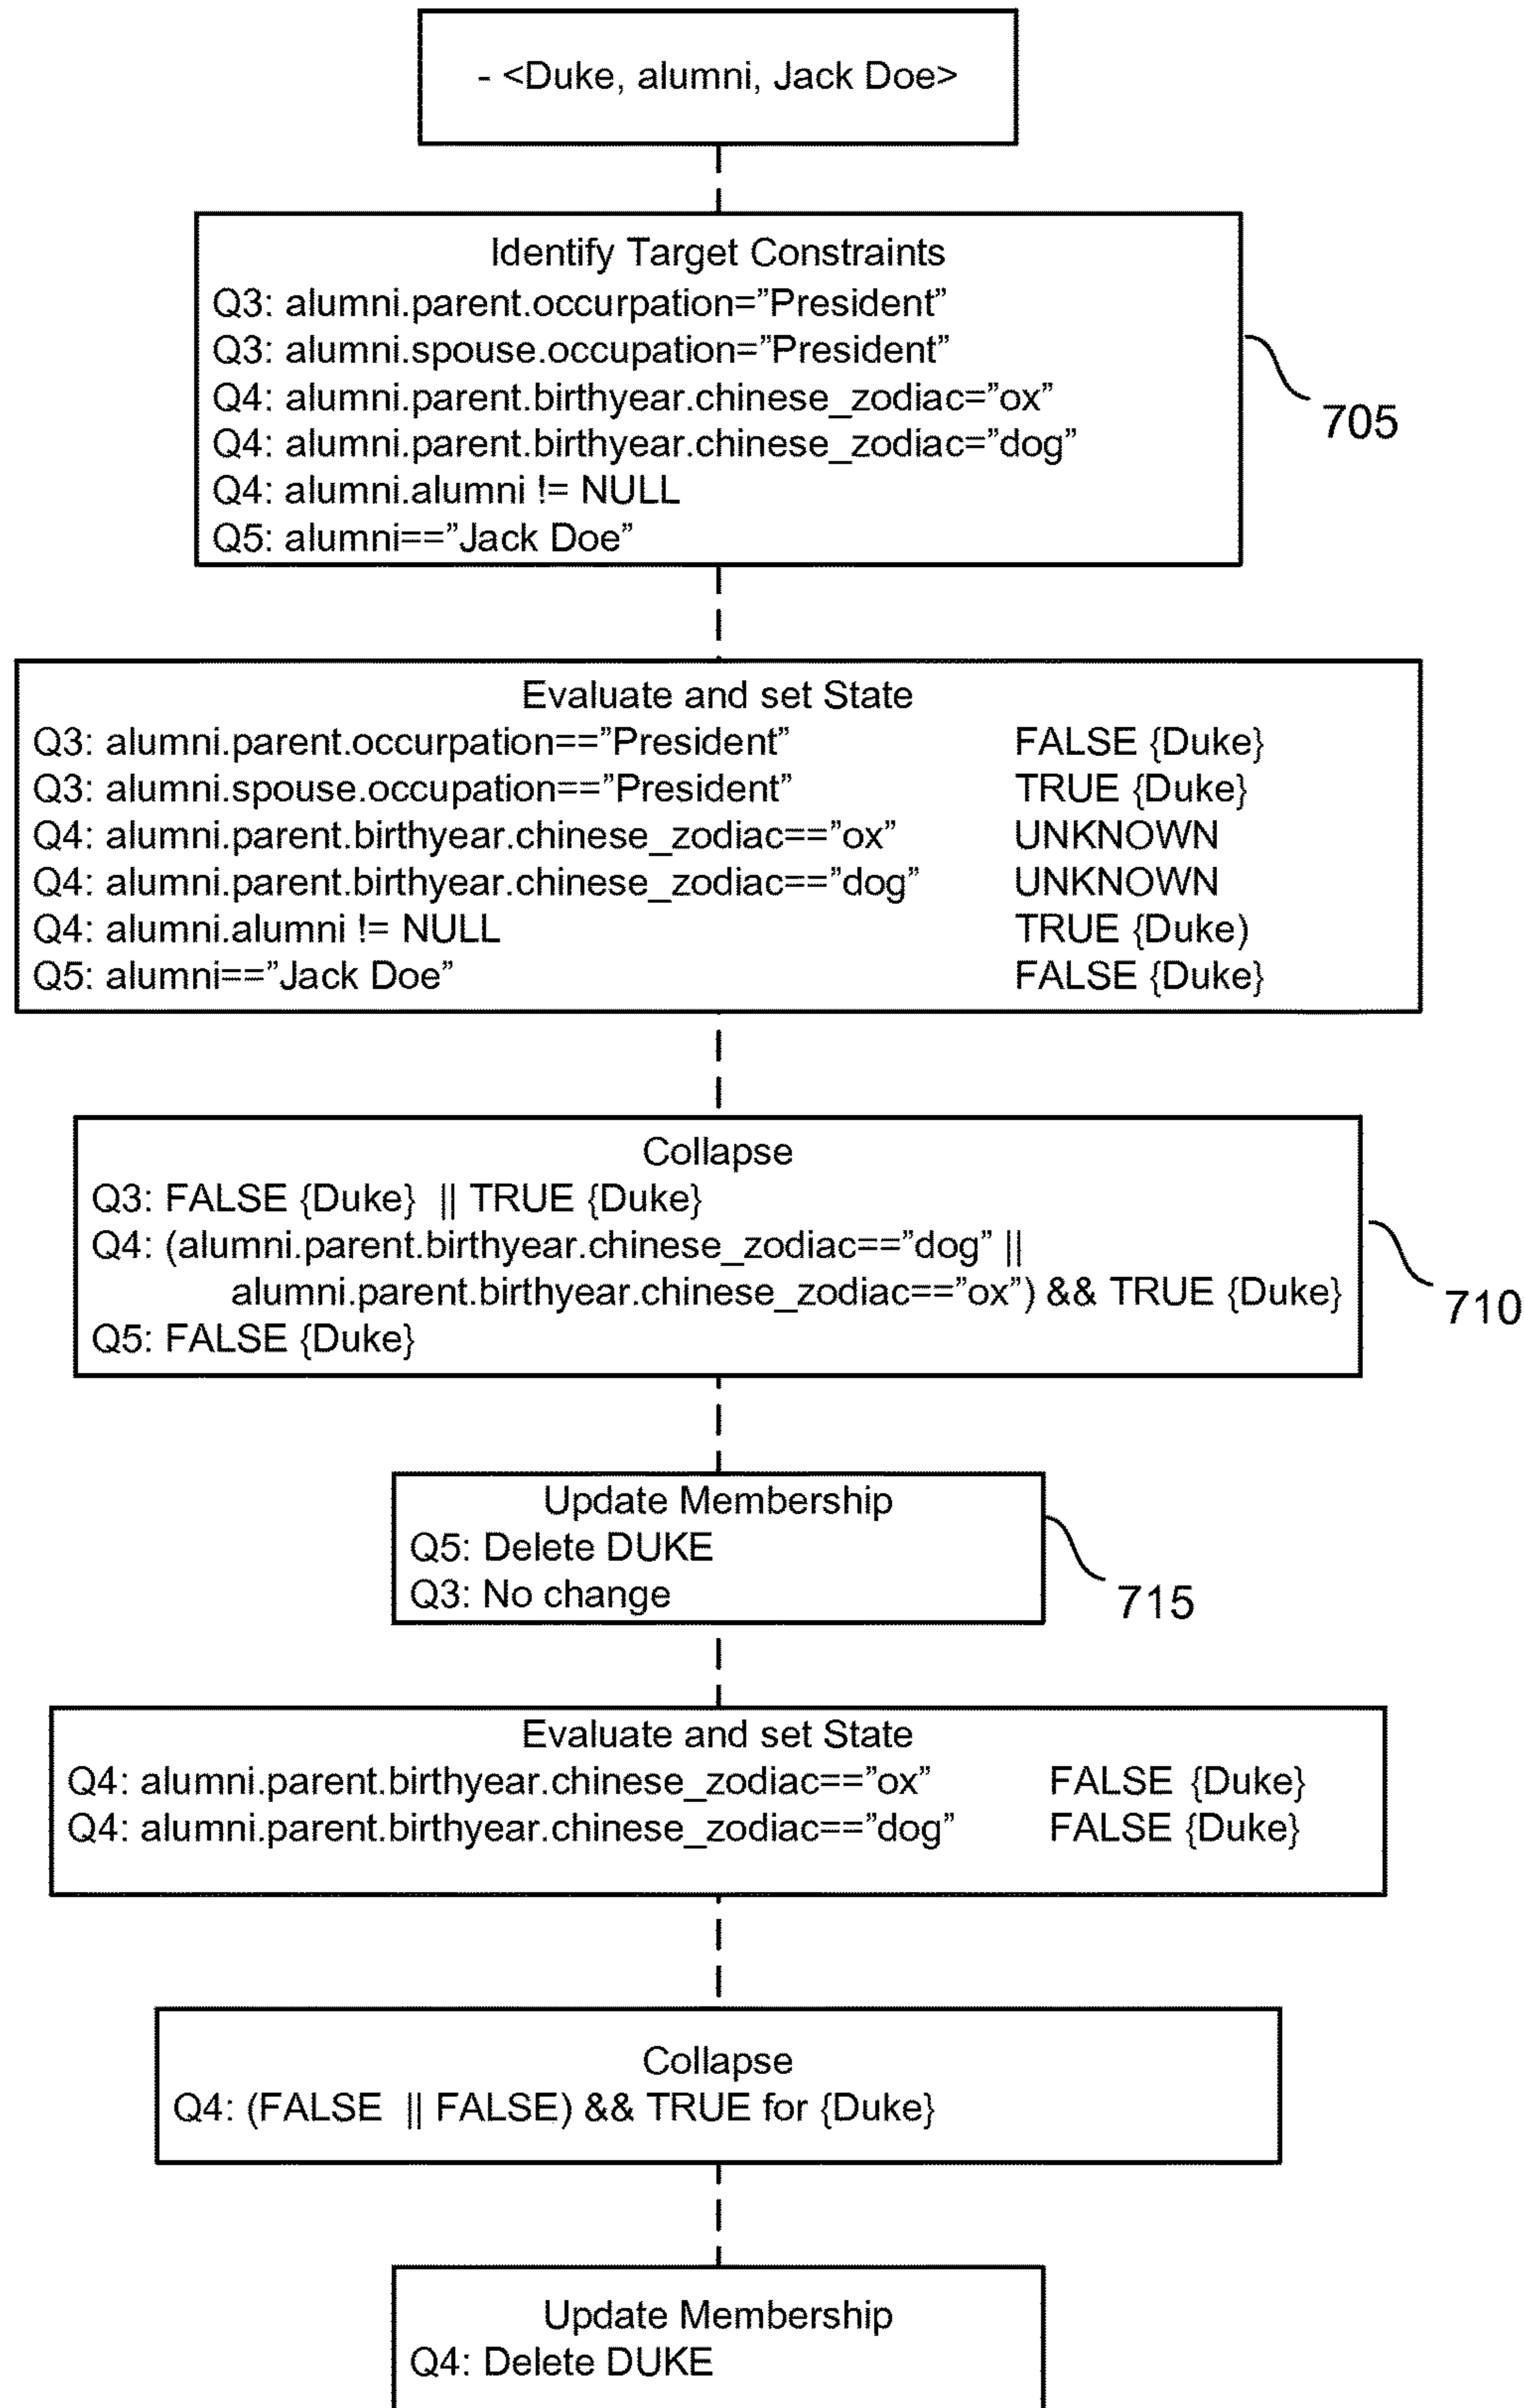 - <Duke, alumni, Jack Doe>
Identify Target Constraints
Q3: alumni.parent.occurpation=”President”
Q3: alumni.spouse.occupation=”President”
Q4: alumni.parent.birthyear.chinese_zodiac=”ox”
Q4: alumni.parent.birthyear.chinese_zodiac=”dog”
Q4: alumni.alumni != NULL
Q5: alumni==”Jack Doe”
705
Evaluate and set State
Q3: alumni.parent.occurpation==”President” FALSE {Duke}
Q3: alumni.spouse.occupation==”President” TRUE {Duke}
Q4: alumni.parent.birthyear.chinese_zodiac==”ox” UNKNOWN
Q4: alumni.parent.birthyear.chinese_zodiac==”dog” UNKNOWN
Q4: alumni.alumni != NULL TRUE {Duke)
Q5: alumni==”Jack Doe” FALSE {Duke}
Collapse
Q3: FALSE {Duke} || TRUE {Duke}
Q4: (alumni.parent.birthyear.chinese_zodiac==”dog” ||
alumni.parent.birthyear.chinese_zodiac==”ox”) && TRUE {Duke}
Q5: FALSE {Duke}
710
Update Membership
Q5: Delete DUKE
Q3: No change
715
Evaluate and set State
Q4: alumni.parent.birthyear.chinese_zodiac==”ox” FALSE {Duke}
Q4: alumni.parent.birthyear.chinese_zodiac==”dog” FALSE {Duke}
Collapse
Q4: (FALSE || FALSE) && TRUE for {Duke}
Update Membership
Q4: Delete DUKE